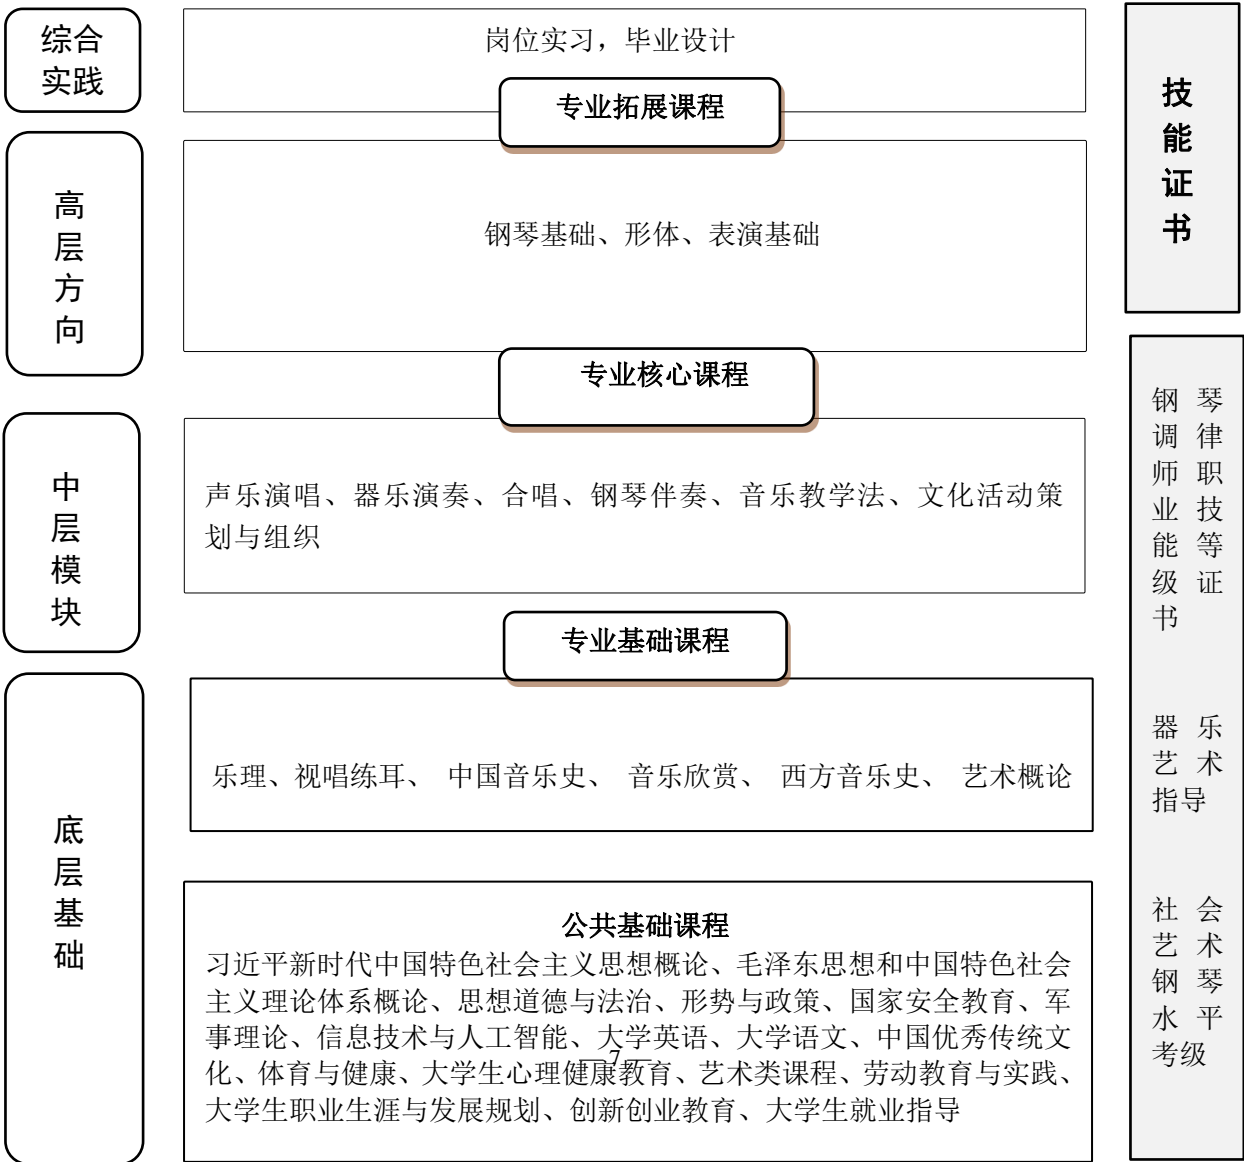 综合
实践
岗位实习，毕业设计
专业拓展课程
高
层
方
向
钢琴基础、形体、表演基础
专业核心课程
中
层
模
块
声乐演唱、器乐演奏、合唱、钢琴伴奏、音乐教学法、文化活动策
划与组织
专业基础课程
底
层
基
础
乐理、视唱练耳、 中国音乐史、 音乐欣赏、 西方音乐史、 艺术概论
公共基础课程
习近平新时代中国特色社会主义思想概论、毛泽东思想和中国特色社会
主义理论体系概论、思想道德与法治、形势与政策、国家安全教育、军
事理论、信息技术与人工智能、大学英语、大学语文、中国优秀传统文
化、体育与健康、大学生心理健康教育、艺术类课程、劳动教育与实践、
大学生职业生涯与发展规划、创新创业教育、大学生就业指导
—7—
技
能
证
书
钢 琴
调 律
师 职
业 技
能 等
级 证
书
器 乐
艺 术
指导
社 会
艺 术
钢 琴
水 平
考级